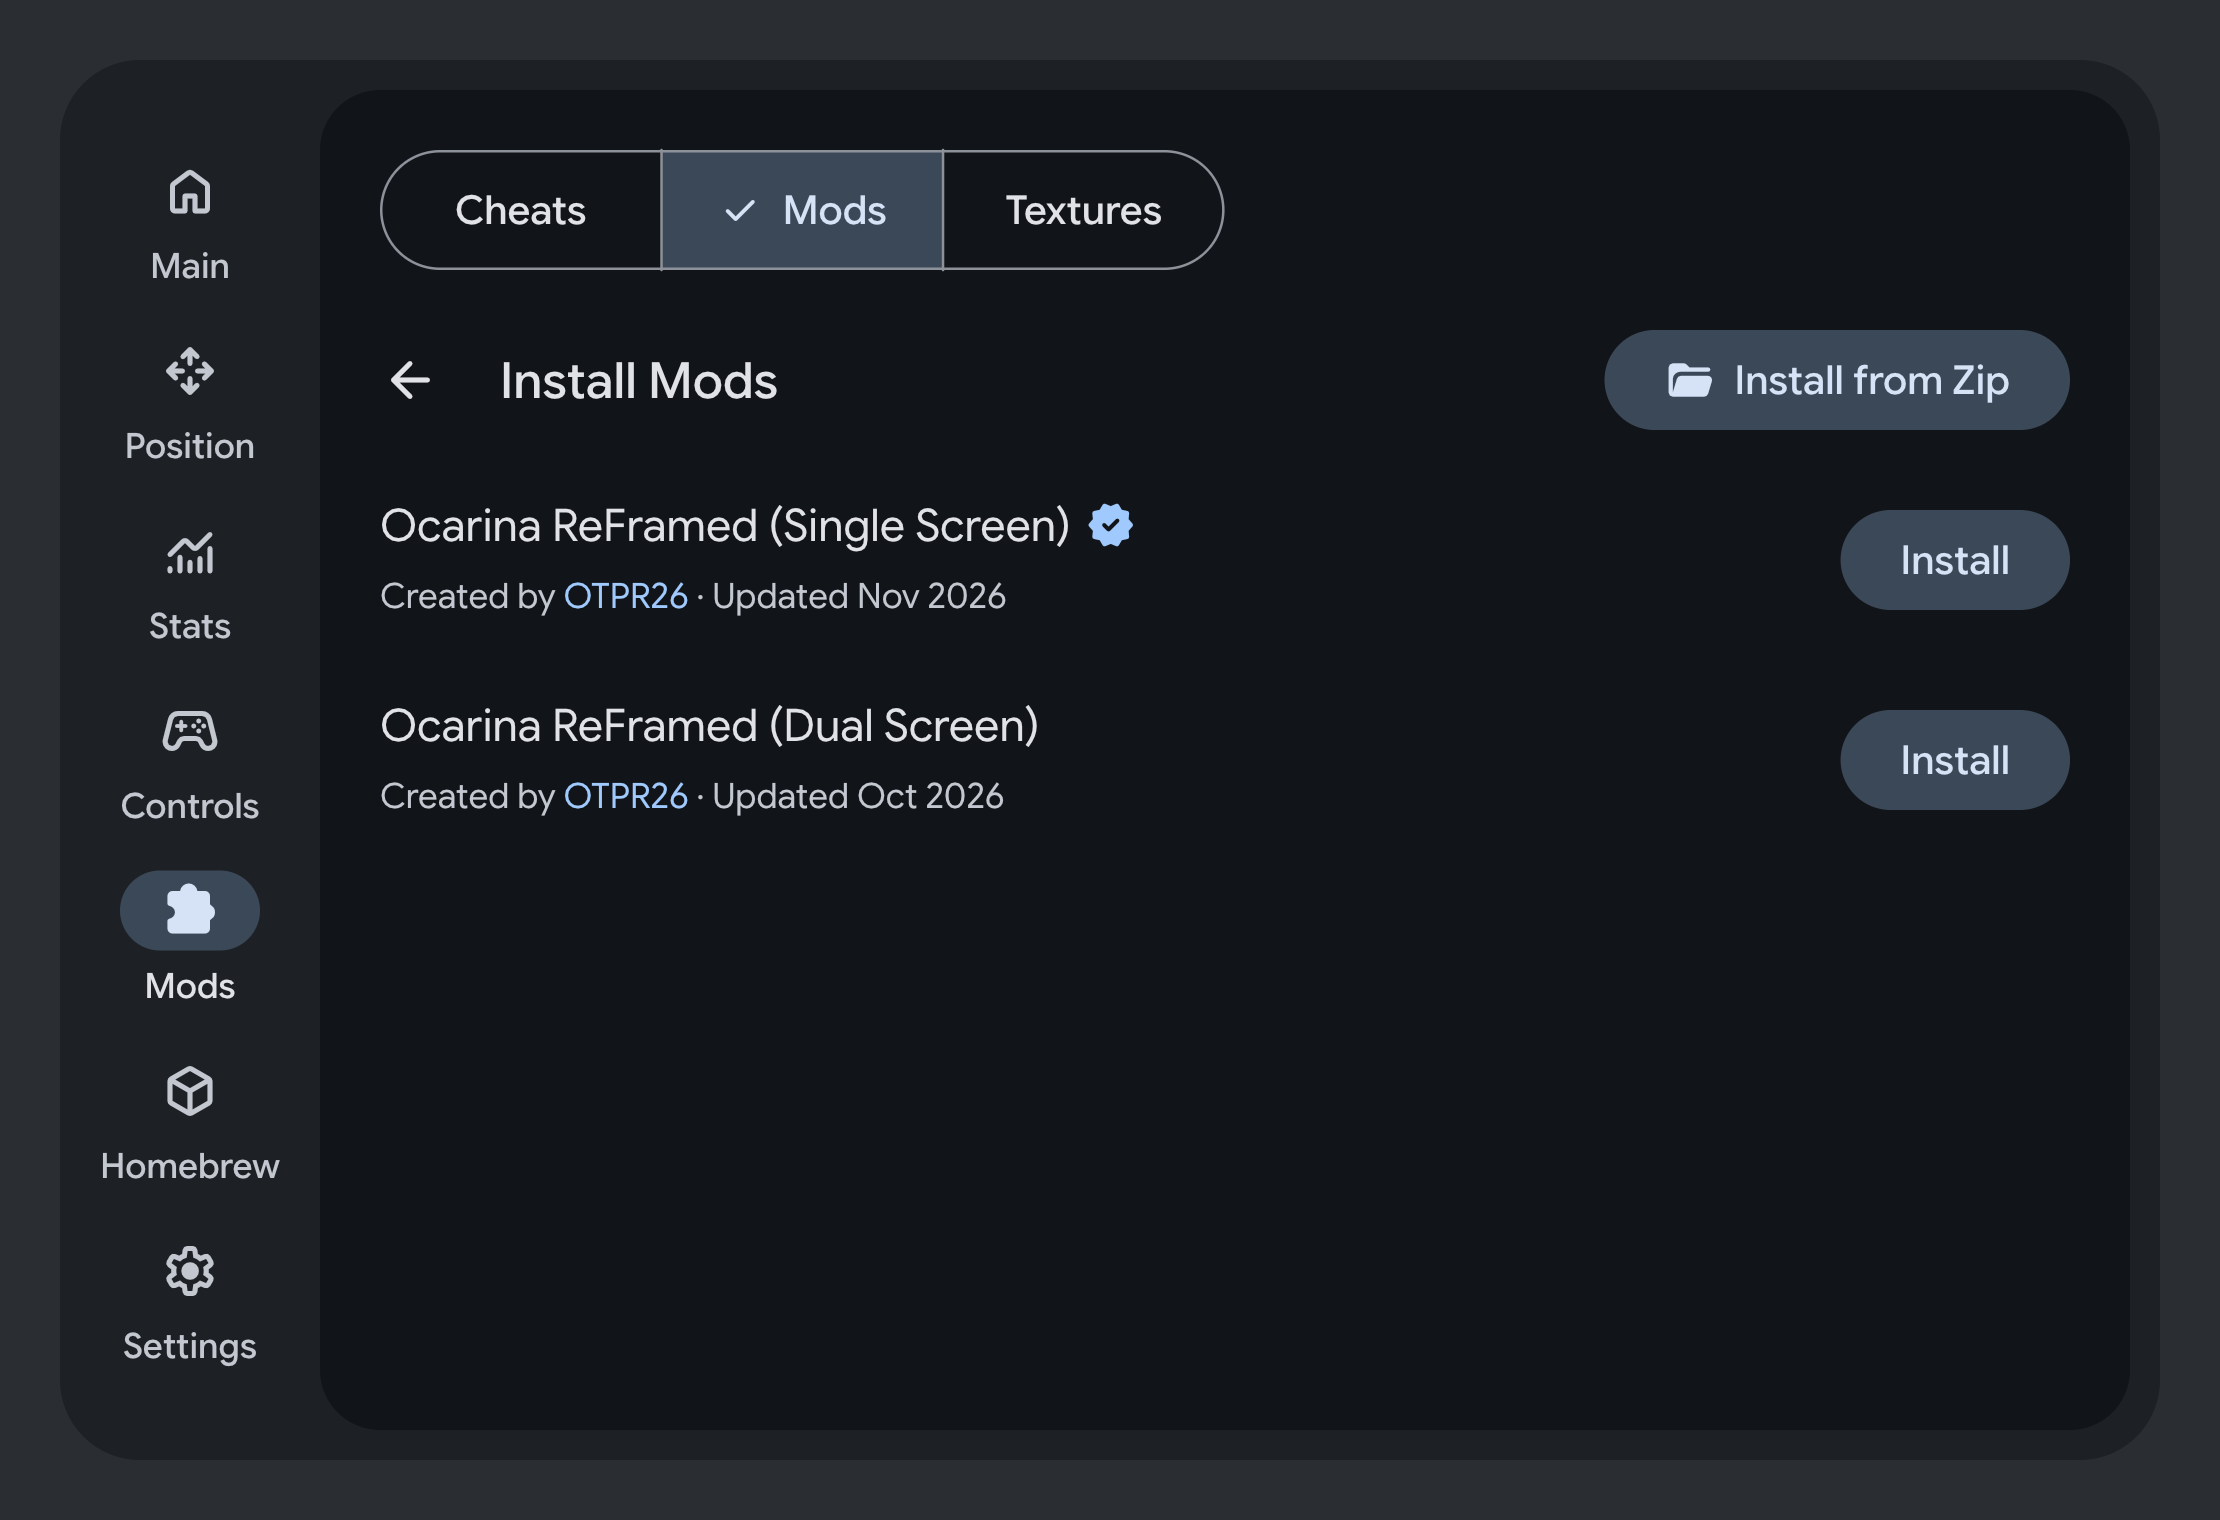 Main
Position
Stats
Controls
Mods
Homebrew
Settings
Cheats
Mods
Textures
Install Mods
Install from Zip
Ocarina ReFramed (Single Screen)
Created by OTPR26 · Updated Nov 2026
Install
Ocarina ReFramed (Dual Screen)
Created by OTPR26 · Updated Oct 2026
Install